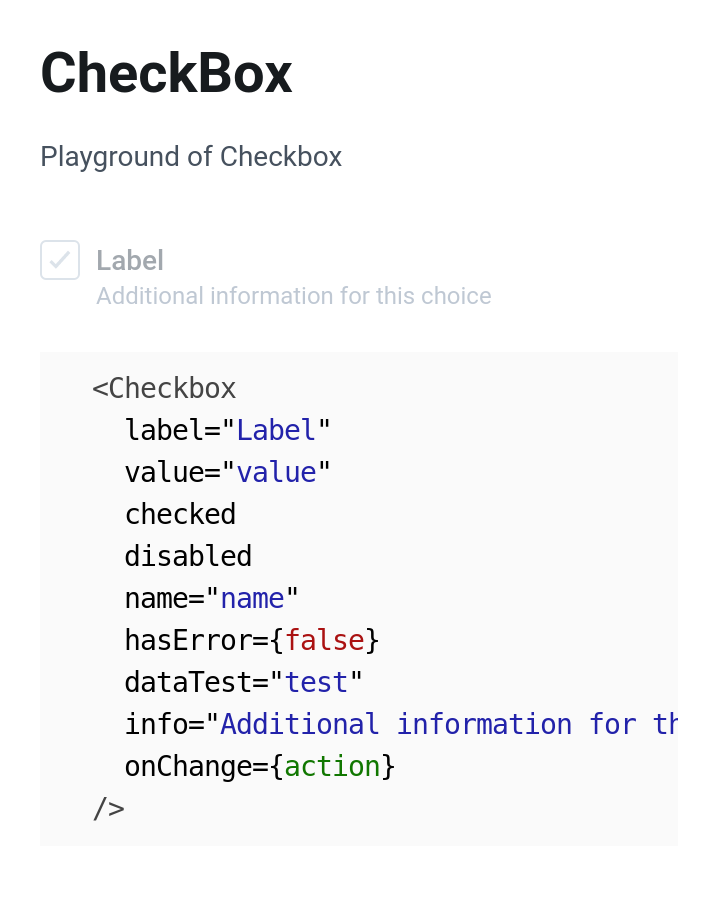 CheckBox
Playground of Checkbox
Label
Additional information for this choice
<Checkbox
label="Label"
value="value"
checked
disabled
name="name"
hasError={false}
dataTest="test"
info="Additional information for th
onChange={action}
/>